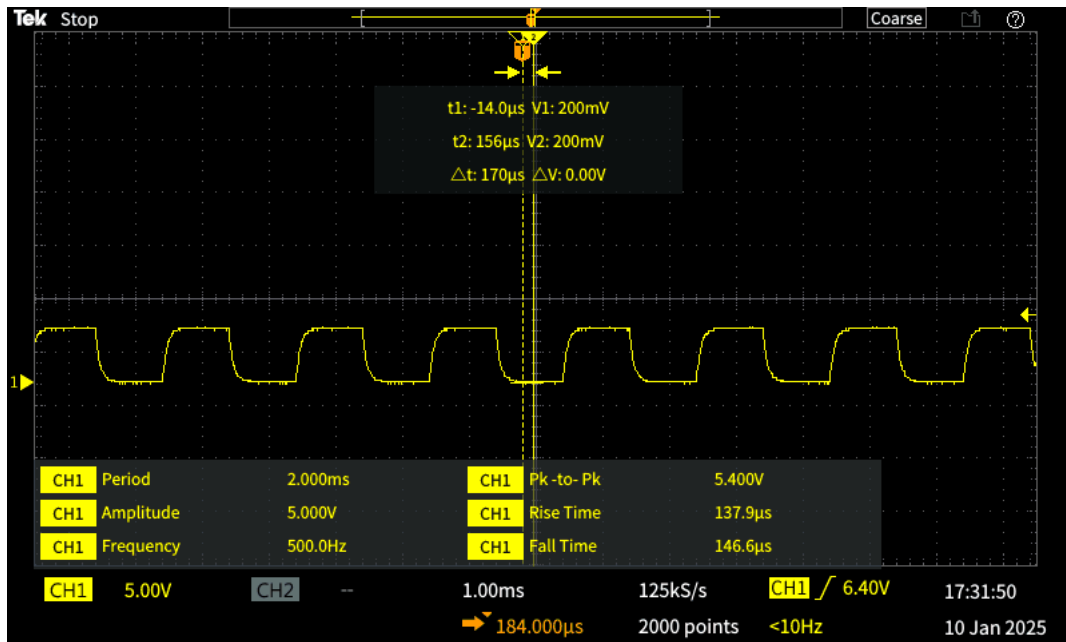 Tek Stop Coarse ?
2
T
t1: -14.0μs V1: 200mV
t2: 156μs V2: 200mV
△t: 170μs △V: 0.00V
1
CH1 Period 2.000ms CH1 Pk -to- Pk 5.400V
CH1 Amplitude 5.000V CH1 Rise Time 137.9μs
CH1 Frequency 500.0Hz CH1 Fall Time 146.6μs
CH1 5.00V CH2 -- 1.00ms 125kS/s CH1 6.40V 17:31:50
184.000μs 2000 points <10Hz 10 Jan 2025